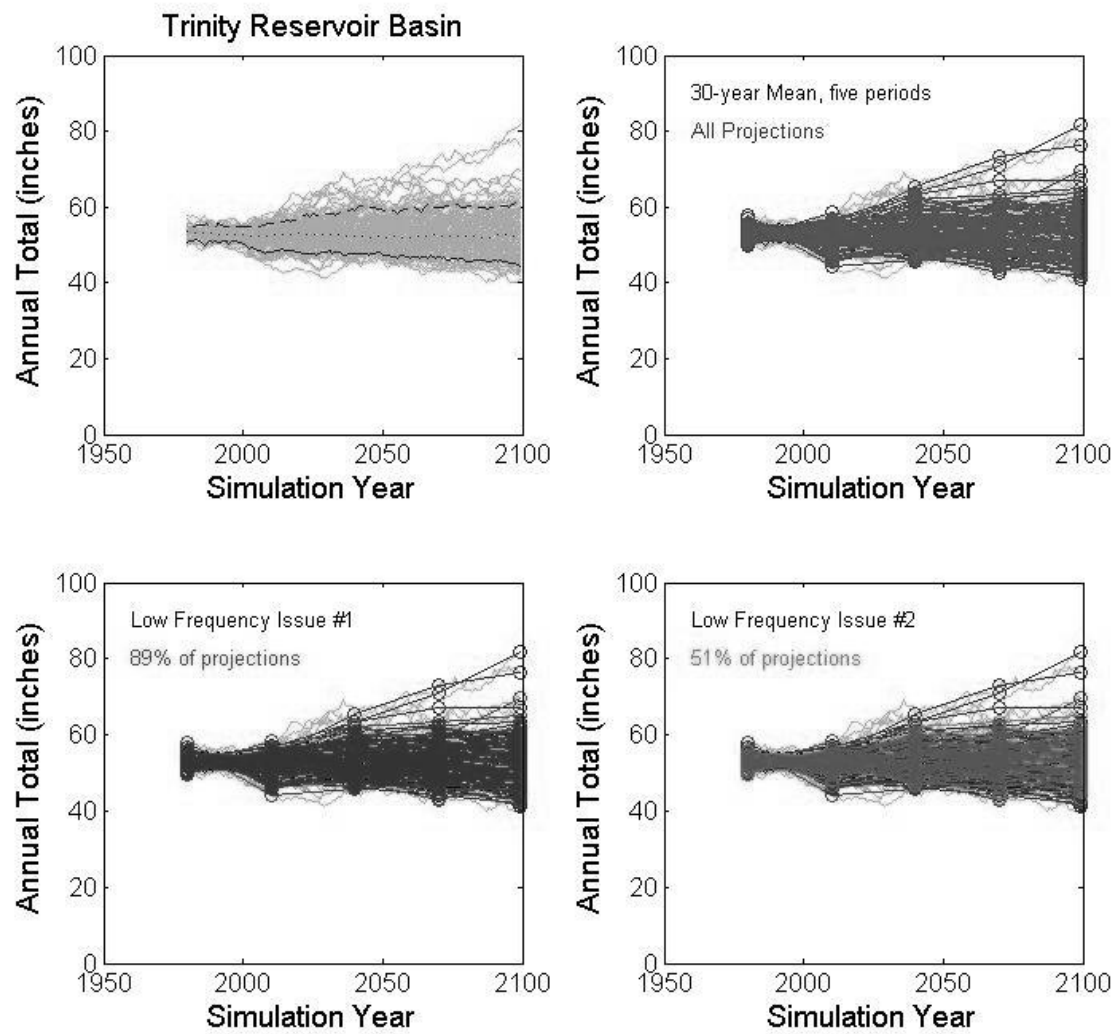 Trinity Reservoir Basin
100
80
60
40
20
0
Annual Total (inches)
1950
2000
2050
2100
Simulation Year
30-year Mean, five periods
All Projections
100
80
60
40
20
0
Annual Total (inches)
1950
2000
2050
2100
Simulation Year
Low Frequency Issue #1
89% of projections
100
80
60
40
20
0
Annual Total (inches)
1950
2000
2050
2100
Simulation Year
Low Frequency Issue #2
51% of projections
100
80
60
40
20
0
Annual Total (inches)
1950
2000
2050
2100
Simulation Year